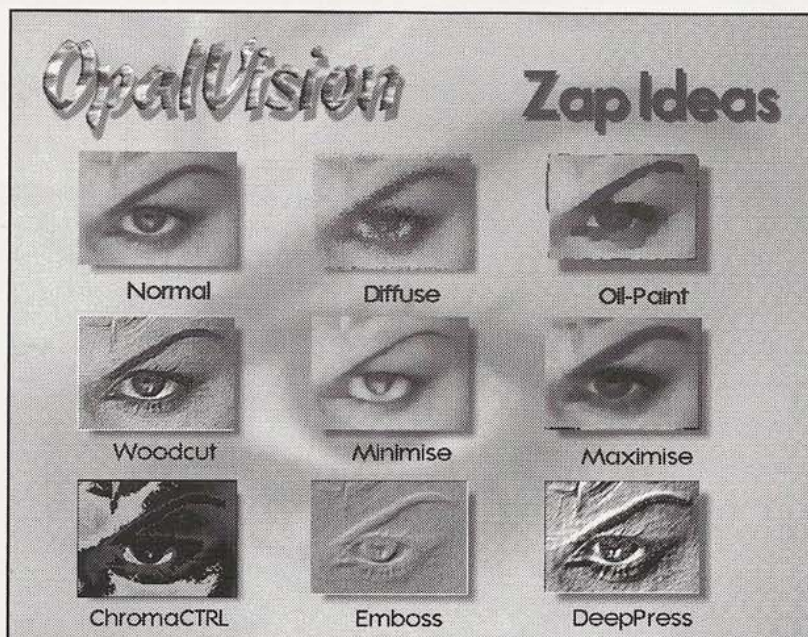 OpalVision Zap Ideas
Normal Diffuse Oil-Paint
Woodcut Minimise Maximise
ChromaCTRL Emboss DeepPress